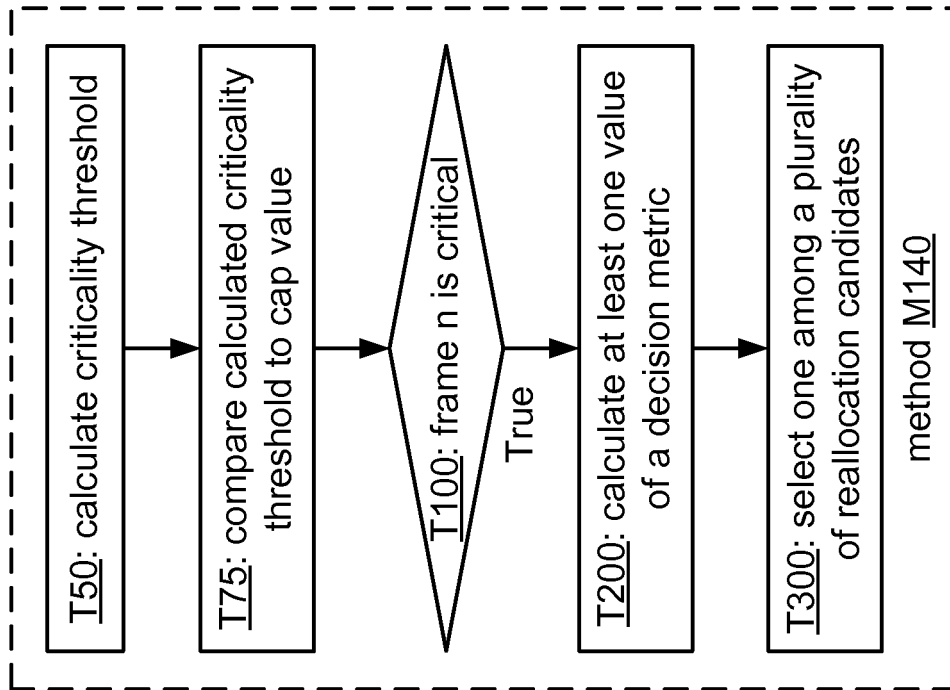 T50: calculate criticality threshold
T75: compare calculated criticality
threshold to cap value
T100: frame n is critical
True
T200: calculate at least one value
of a decision metric
T300: select one among a plurality
of reallocation candidates
method M140